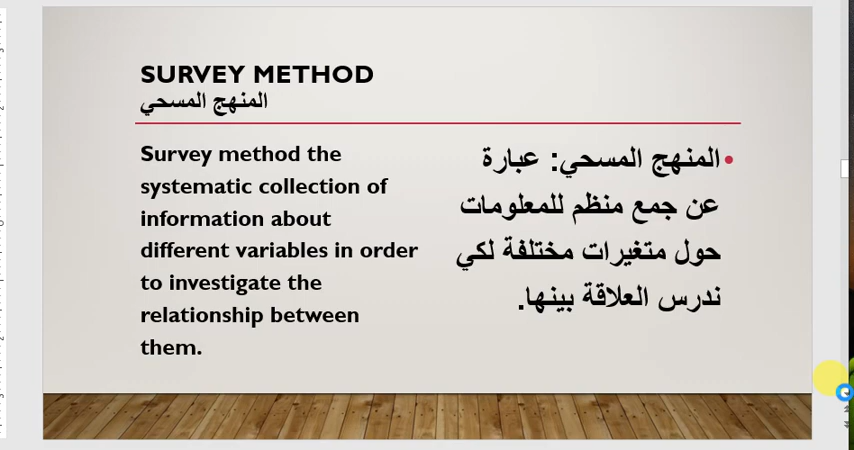 SURVEY METHOD
المنهج المسحي
Survey method the
systematic collection of
information about
different variables in order
to investigate the
relationship between
them.
المنهج المسحي: عبارة
عن جمع منظم للمعلومات
حول متغيرات مختلفة لكي
ندرس العلاقة بينها.